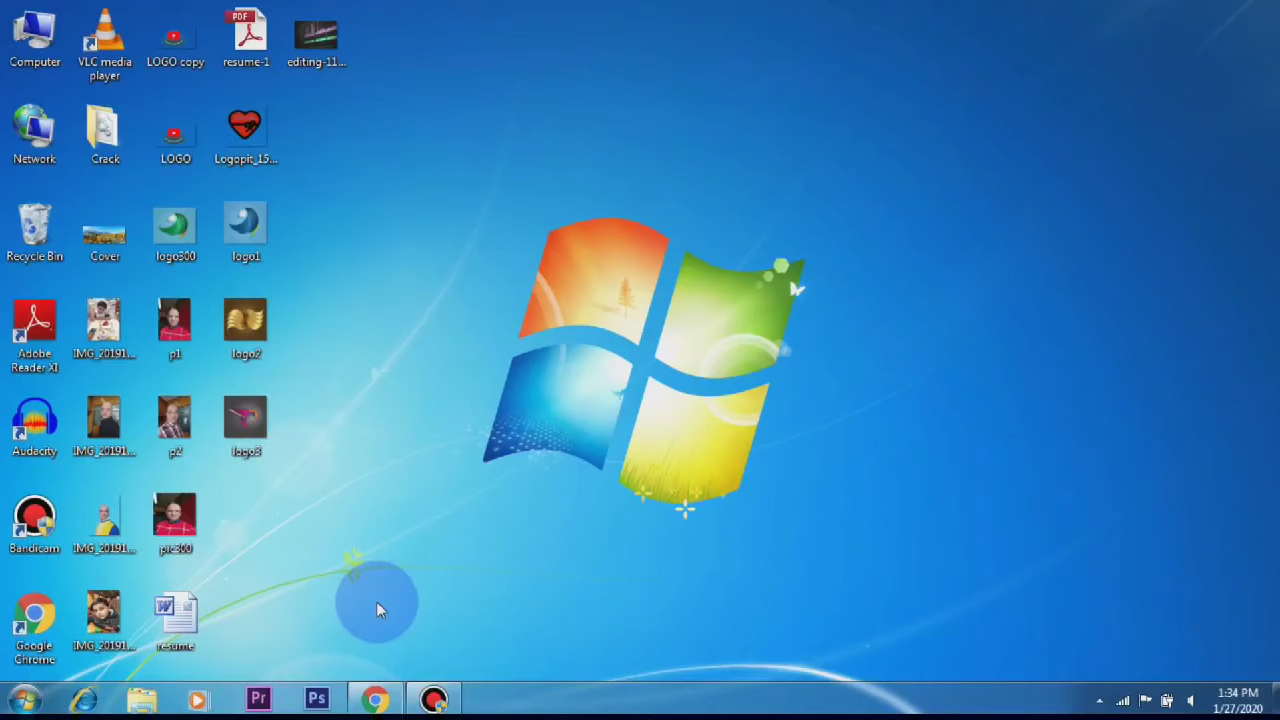 Computer
VLC media
player
LOGO copy
PDF
resume-1
editing-11...
Network
Crack
LOGO
Logopit_15...
Recycle Bin
Cover
logo300
logo1
Adobe
Reader XI
IMG_20191...
p1
logo2
Audacity
IMG_20191...
p2
logo3
Bandicam
IMG_20191...
pic300
Google
Chrome
IMG_20191...
W
resume
Pr
Ps
1:34 PM
1/27/2020